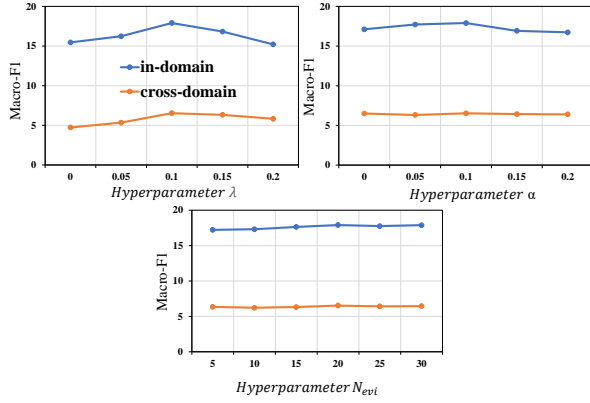 Macro-F1
20
15
10
5
0
in-domain
cross-domain
0 0.05 0.1 0.15 0.2
Hyperparameter λ
Macro-F1
20
15
10
5
0
0 0.05 0.1 0.15 0.2
Hyperparameter α
Macro-F1
20
15
10
5
0
5 10 15 20 25 30
Hyperparameter N_evi